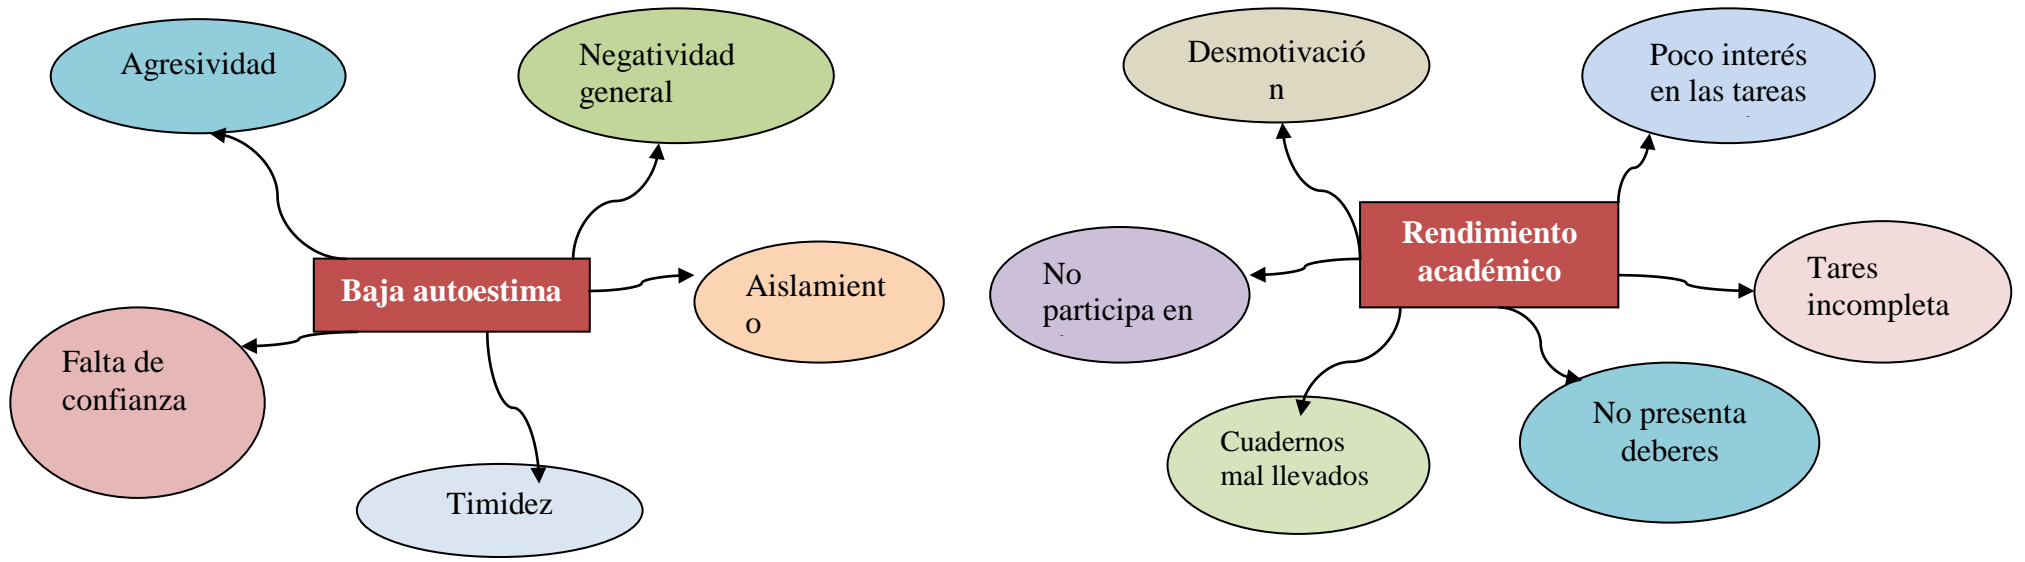 Agresividad
Negatividad
general
Baja autoestima
Aislamient
o
Falta de
confianza
Timidez
Desmotivació
n
Poco interés
en las tareas
Rendimiento
académico
No
participa en
Tares
incompleta
Cuadernos
mal llevados
No presenta
deberes